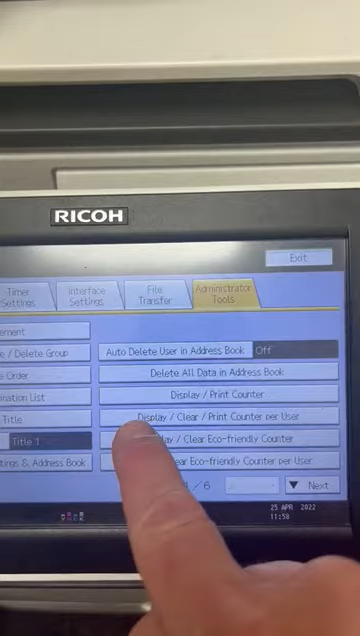 RICOH
Exit
Timer Settings
Interface Settings
File Transfer
Administrator Tools
ement
Auto Delete User in Address Book Off
e / Delete Group
Delete All Data in Address Book
e Order
Display / Print Counter
ination List
Display / Clear / Print Counter per User
Title
Title 1
lay / Clear Eco-friendly Counter
tings & Address Book
lear Eco-friendly Counter per User
/ 6
▼ Next
25 APR 2022
11:58